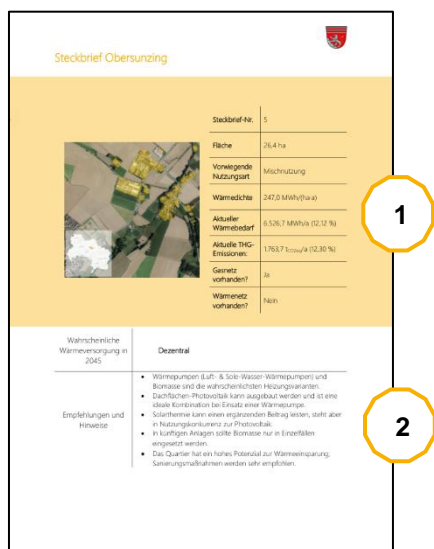 Steckbrief Obersunzing
Steckbrief-Nr. 5
Fläche 26,4 ha
Vorwiegende
Nutzungsart Mischnutzung
Wärmedichte 247,0 MWh/(ha·a)
Aktueller
Wärmebedarf 6.526,7 MWh/a (12,12 %)
Aktuelle THG-
Emissionen: 1.763,7 tCO2eq/a (12,30 %)
Gasnetz
vorhanden? Ja
Wärmenetz
vorhanden? Nein
1
Wahrscheinliche
Wärmeversorgung in
2045
Dezentral
Empfehlungen und
Hinweise
• Wärmepumpen (Luft- & Sole-Wasser-Wärmepumpen) und
Biomasse sind die wahrscheinlichsten Heizungsvarianten.
• Dachflächen-Photovoltaik kann ausgebaut werden und ist eine
ideale Kombination bei Einsatz einer Wärmepumpe.
• Solarthermie kann einen ergänzenden Beitrag leisten, steht aber
in Nutzungskonkurrenz zur Photovoltaik.
• In künftigen Anlagen sollte Biomasse nur in Einzelfällen
eingesetzt werden.
• Das Quartier hat ein hohes Potenzial zur Wärmeeinsparung,
Sanierungsmaßnahmen werden sehr empfohlen.
2